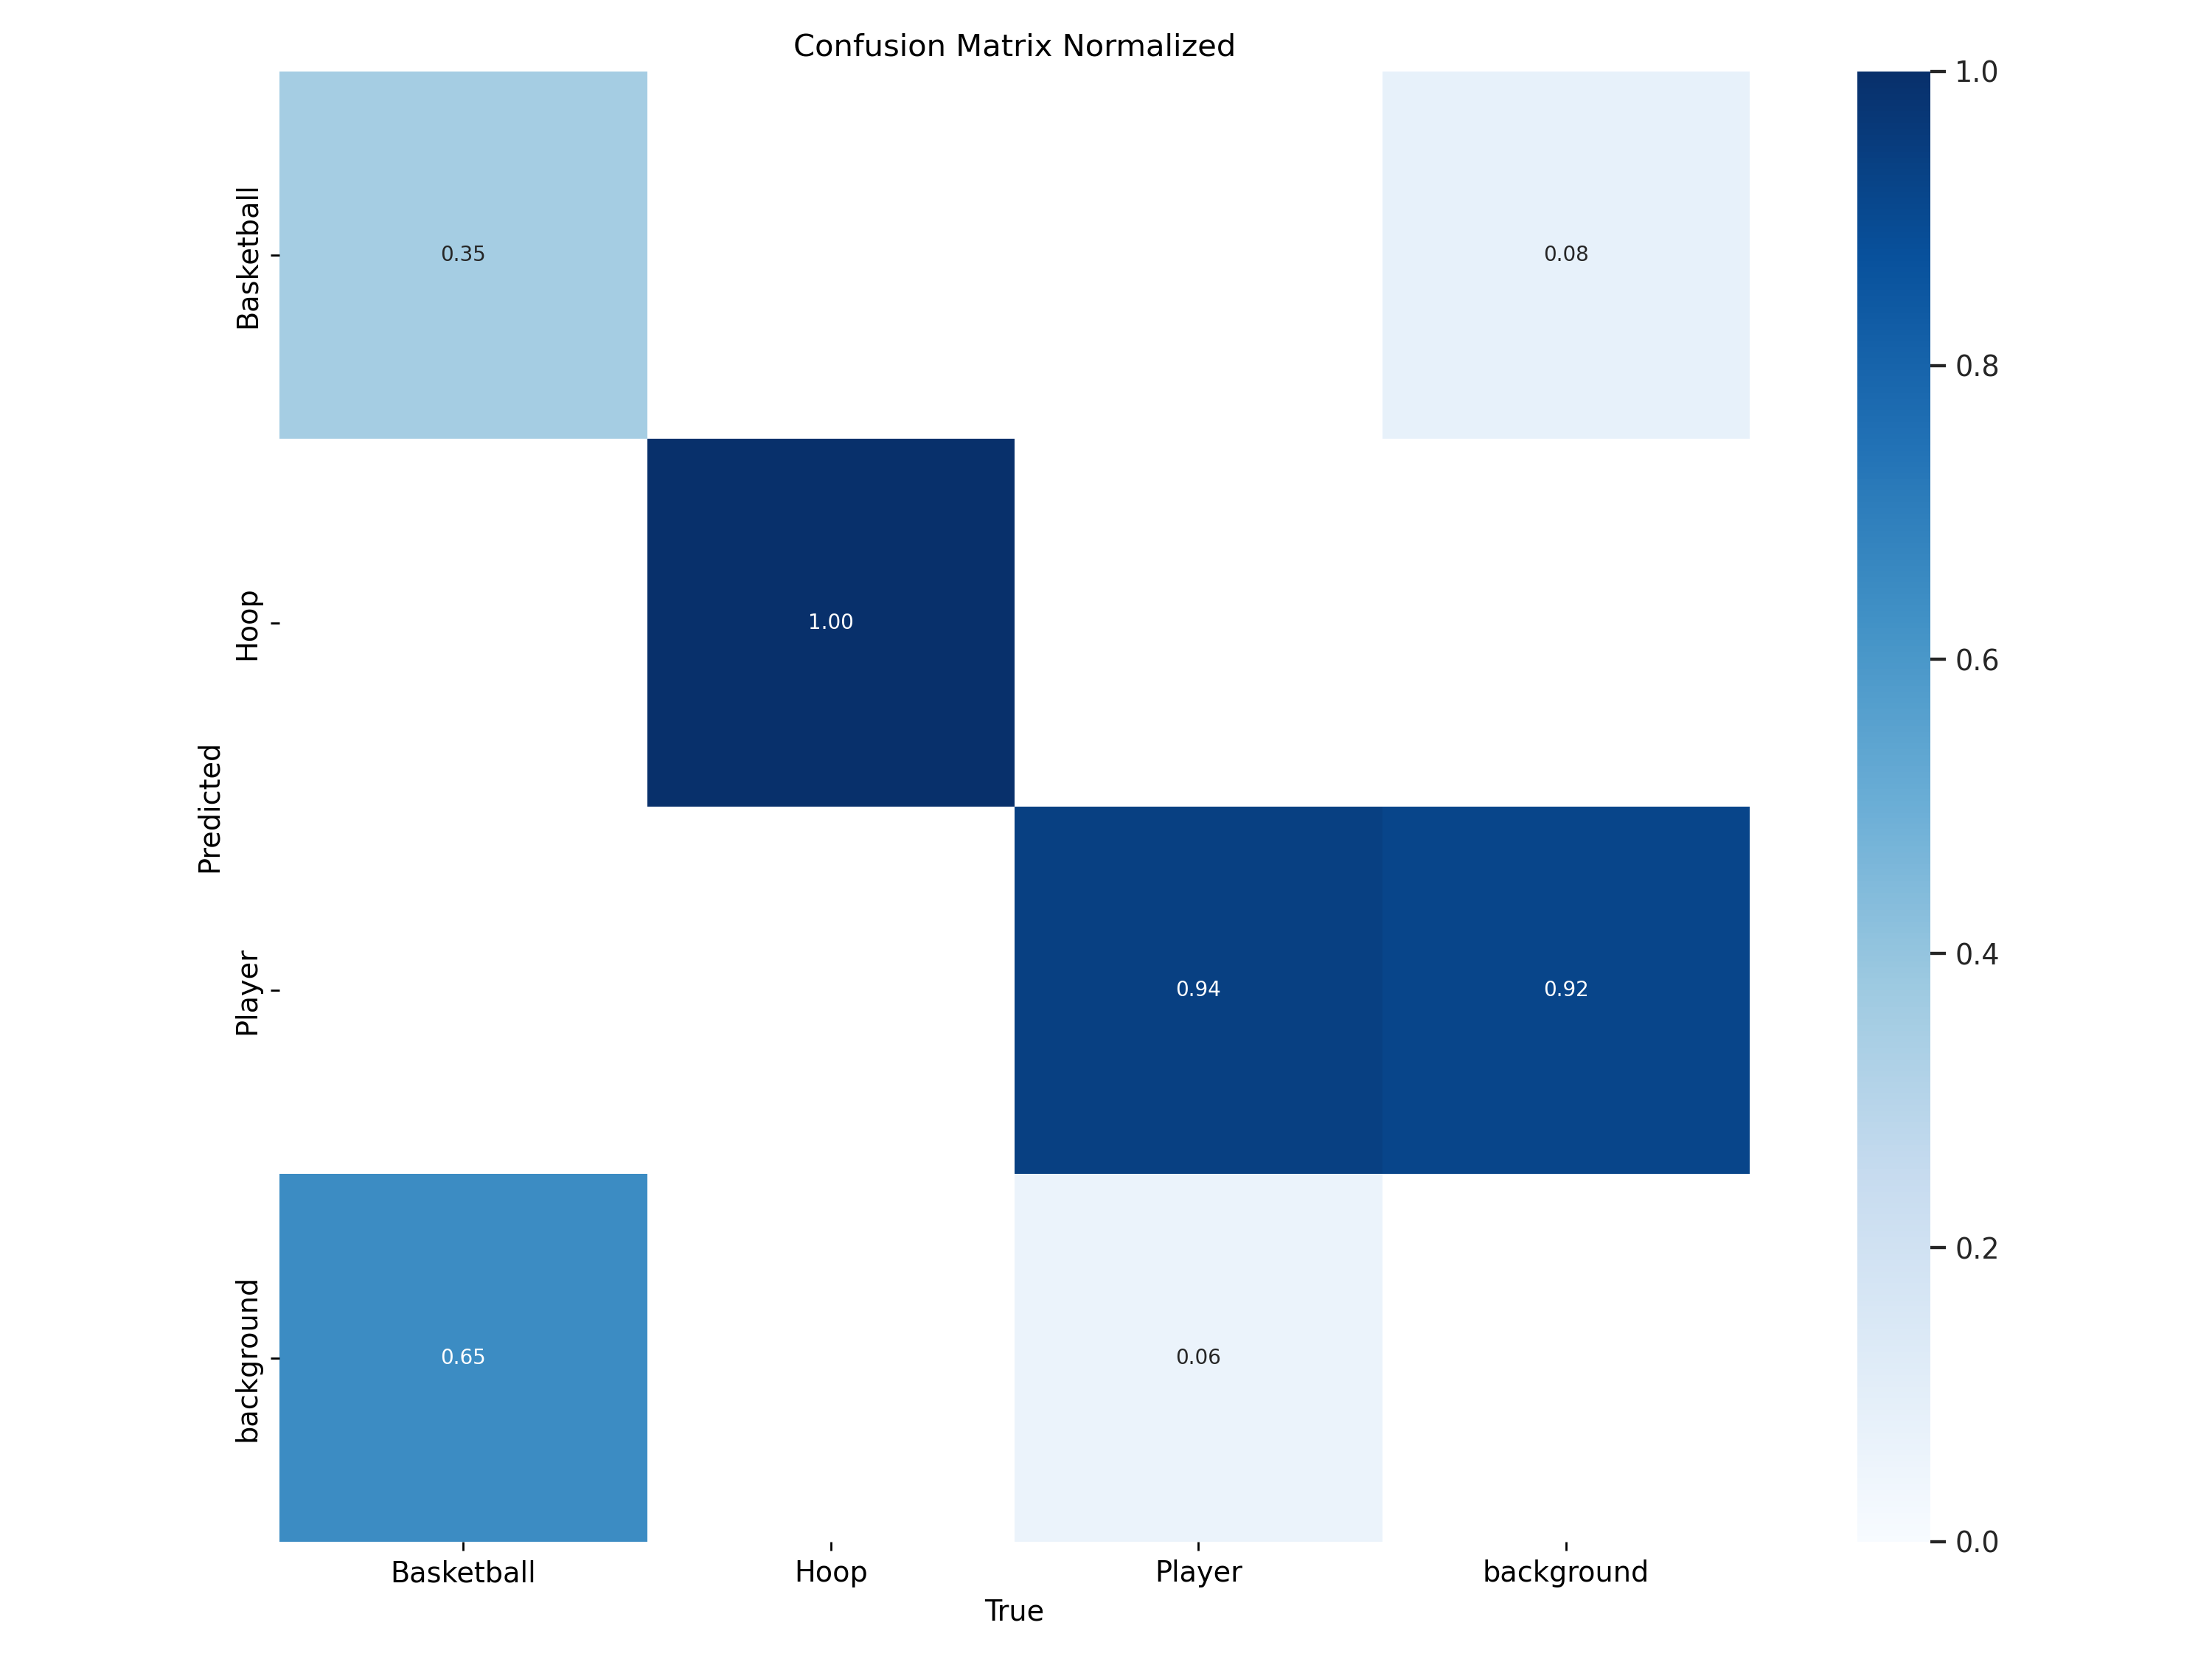 Confusion Matrix Normalized
Basketball
0.35
0.08
Hoop
1.00
Player
0.94
0.92
background
0.65
0.06
Predicted
Basketball
Hoop
Player
background
True
1.0
0.8
0.6
0.4
0.2
0.0